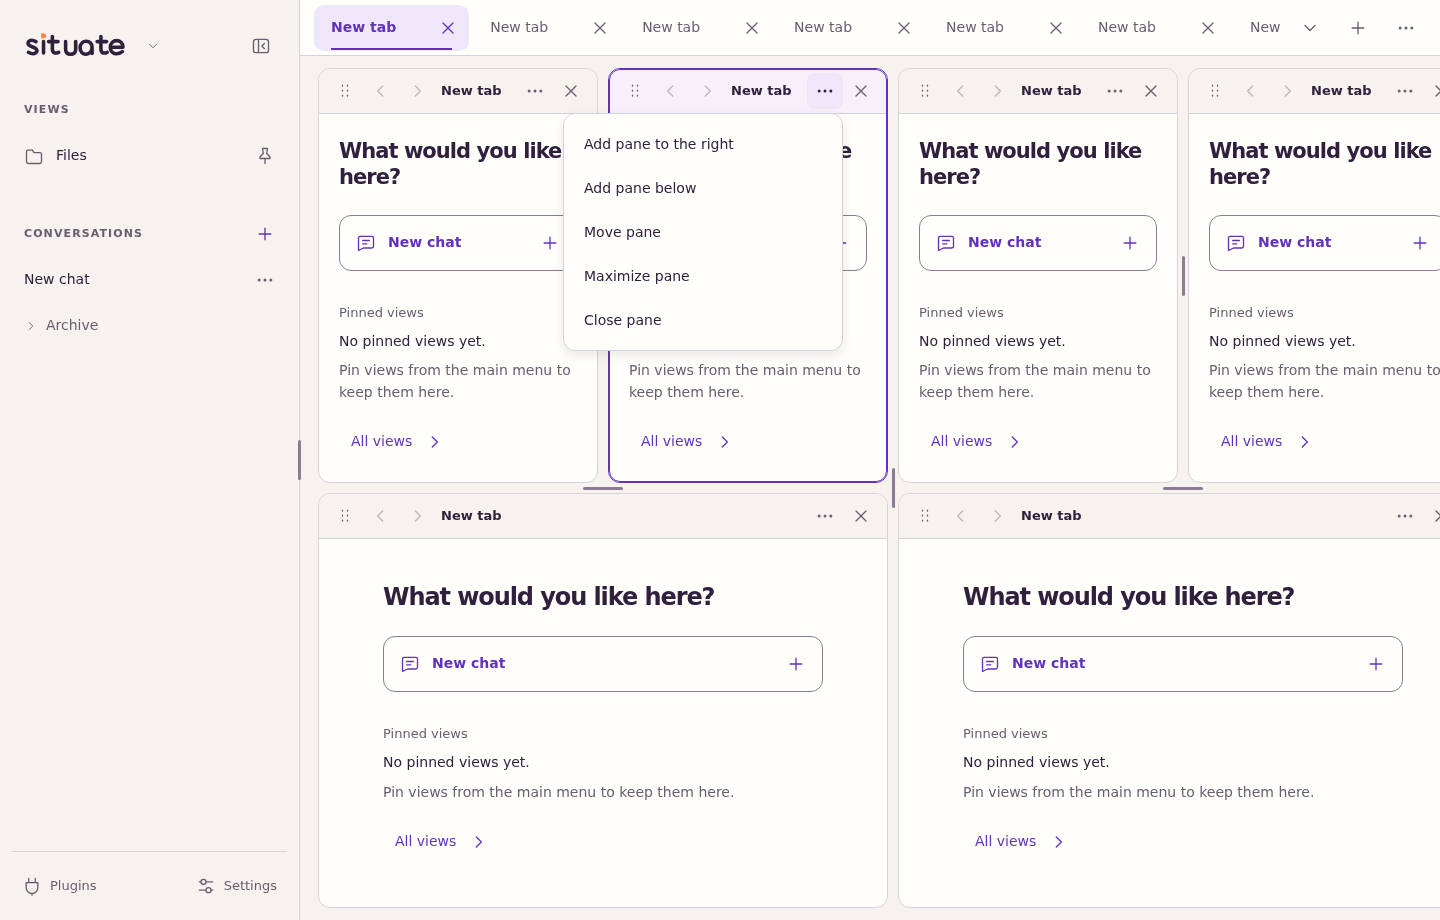 situate
VIEWS
Files
CONVERSATIONS
New chat
Archive
Plugins
Settings
New tab
New tab
New tab
New tab
New tab
New tab
New
New tab
What would you like
here?
New chat
Pinned views
No pinned views yet.
Pin views from the main menu to
keep them here.
All views
New tab
Add pane to the right
Add pane below
Move pane
Maximize pane
Close pane
Pin views from the main menu to
keep them here.
All views
New tab
What would you like
here?
New chat
Pinned views
No pinned views yet.
Pin views from the main menu to
keep them here.
All views
New tab
What would you like
here?
New chat
Pinned views
No pinned views yet.
Pin views from the main menu to
keep them here.
All views
New tab
What would you like here?
New chat
Pinned views
No pinned views yet.
Pin views from the main menu to keep them here.
All views
New tab
What would you like here?
New chat
Pinned views
No pinned views yet.
Pin views from the main menu to keep them here.
All views